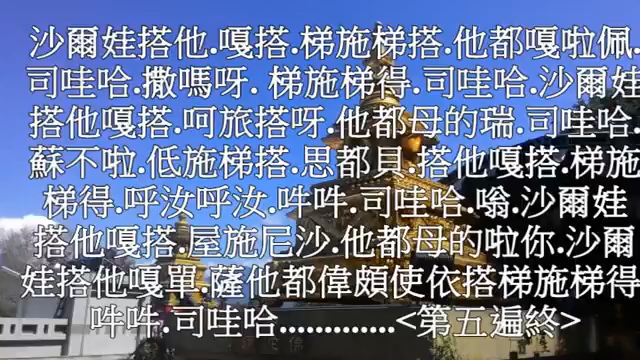 沙爾娃搭他.嘎搭.梯施梯搭.他都嘎啦佩.
司哇哈.撒嗎呀. 梯施梯得.司哇哈.沙爾娃
搭他嘎搭.呵旅搭呀.他都母的瑞.司哇哈.
蘇不啦.低施梯搭.思都貝.搭他嘎搭.梯施
梯得.呼汝呼汝.吽吽.司哇哈.嗡.沙爾娃
搭他嘎搭.屋施尼沙.他都母的啦你.沙爾
娃搭他嘎單.薩他都偉頗使依搭梯施梯得
吽吽.司哇哈.............<第五遍終>